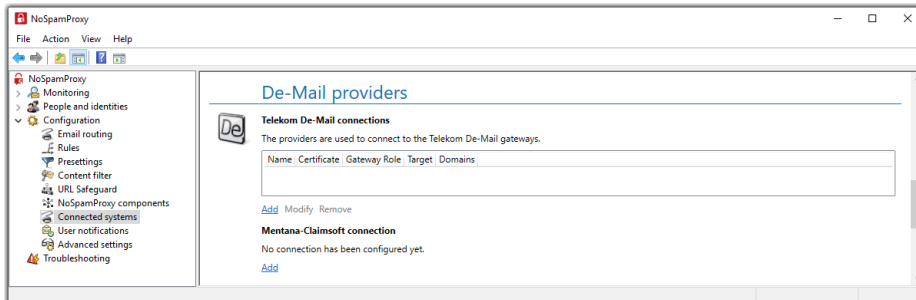 NoSpamProxy
File Action View Help
NoSpamProxy
Monitoring
People and identities
Configuration
Email routing
Rules
Presettings
Content filter
URL Safeguard
NoSpamProxy components
Connected systems
User notifications
Advanced settings
Troubleshooting
De-Mail providers
De
Telekom De-Mail connections
The providers are used to connect to the Telekom De-Mail gateways.
Name Certificate Gateway Role Target Domains
Add Modify Remove
Mentana-Claimsoft connection
No connection has been configured yet.
Add